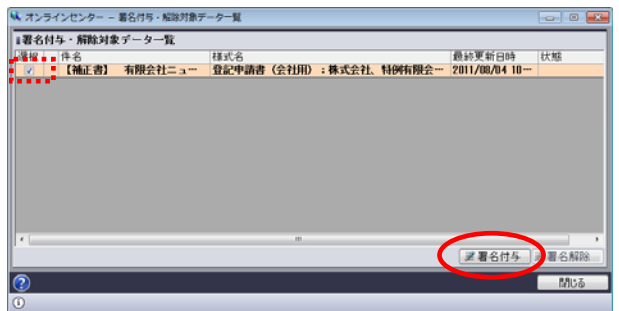 オンラインセンター － 署名付与・解除対象データ一覧
署名付与・解除対象データ一覧
選択 件名 様式名 最終更新日時 状態
【補正書】 有限会社ニュー… 登記申請書（会社用）：株式会社、特例有限会… 2011/08/04 10…
署名付与 署名解除
閉じる